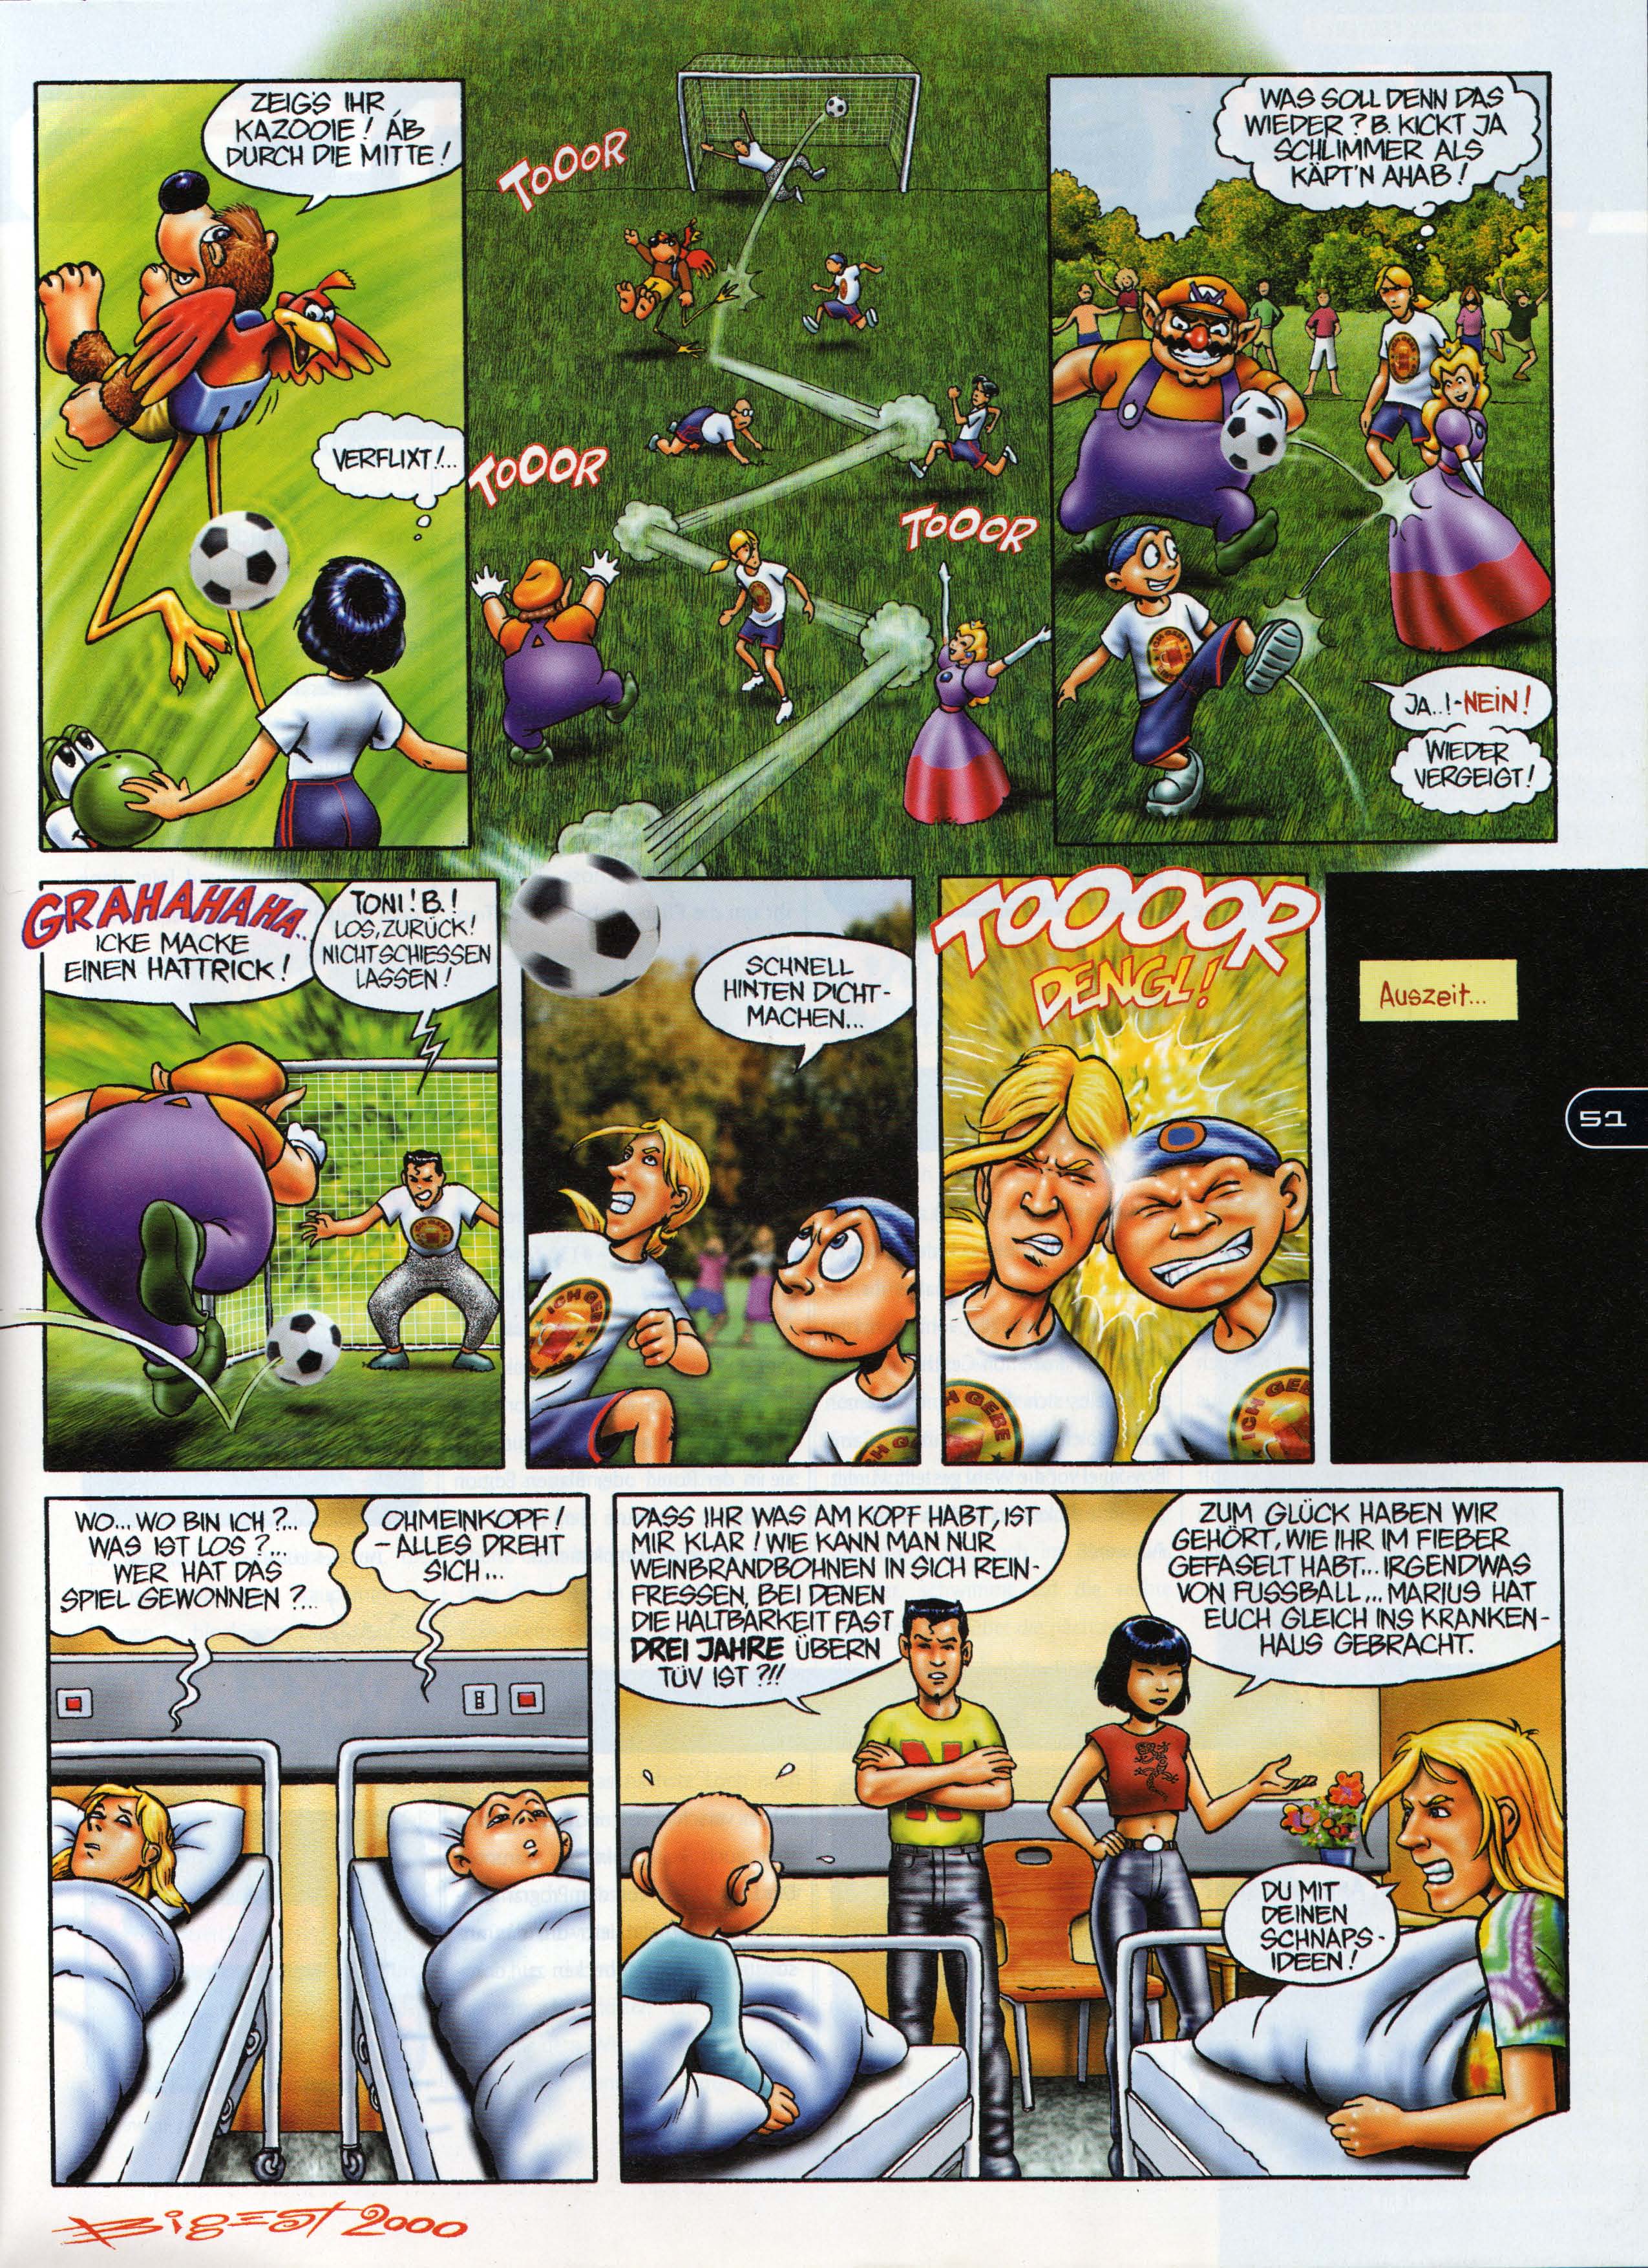 ZEIG'S IHR,
KAZOOIE! AB
DURCH DIE MITTE!
VERFLIXT!...
TOOOR
TOOOR
TOOOR
WAS SOLL DENN DAS
WIEDER? B. KICKT JA
SCHLIMMER ALS
KÄPT'N AHAB!
W
JA..!-NEIN!
WIEDER
VERGEIGT!
GRAHAHAHA..
ICKE MACKE
EINEN HATTRICK!
TONI! B.!
LOS, ZURÜCK!
NICHT SCHIESSEN
LASSEN!
SCHNELL
HINTEN DICHT-
MACHEN...
ICH GEBE
H G
TOOOOR
DENGL!
H GEBE
ICH GEBE
Auszeit...
51
WO... WO BIN ICH?...
WAS IST LOS?...
WER HAT DAS
SPIEL GEWONNEN?...
OHMEINKOPF!
- ALLES DREHT
SICH...
DASS IHR WAS AM KOPF HABT, IST
MIR KLAR! WIE KANN MAN NUR
WEINBRANDBOHNEN IN SICH REIN-
FRESSEN, BEI DENEN
DIE HALTBARKEIT FAST
DREI JAHRE ÜBERN
TÜV IST?!!
ZUM GLÜCK HABEN WIR
GEHÖRT, WIE IHR IM FIEBER
GEFASELT HABT... IRGENDWAS
VON FUSSBALL... MARIUS HAT
EUCH GLEICH INS KRANKEN-
HAUS GEBRACHT.
N
DU MIT
DEINEN
SCHNAPS-
IDEEN!
BIGEST 2000